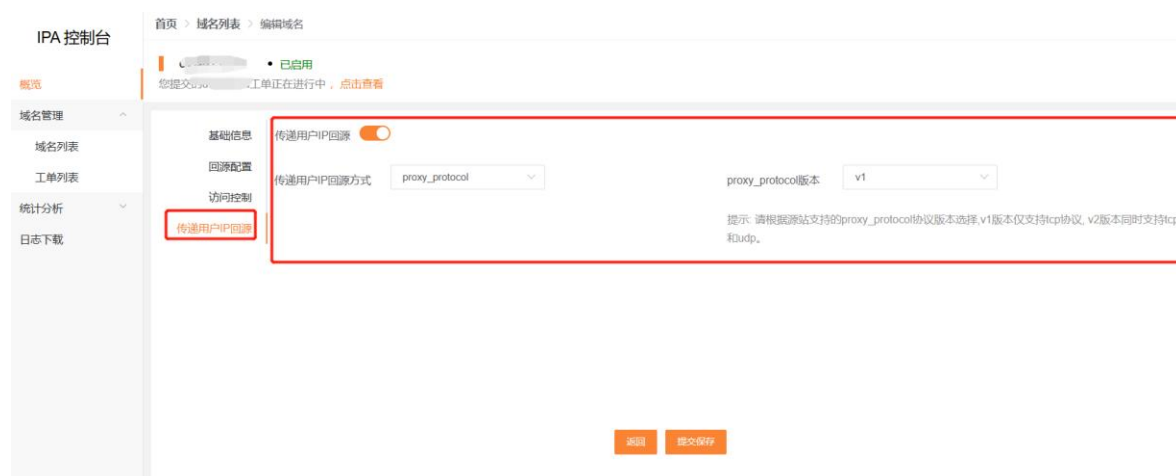 IPA 控制台
首页 > 域名列表 > 编辑域名
• 已启用
您提交 工单正在进行中 ，点击查看
概览
域名管理
域名列表
工单列表
统计分析
日志下载
基础信息
回源配置
访问控制
传递用户IP回源
传递用户IP回源
传递用户IP回源方式 proxy_protocol
proxy_protocol版本 v1
提示: 请根据源站支持的proxy_protocol协议版本选择,v1版本仅支持tcp协议, v2版本同时支持tcp
和udp。
返回 提交保存